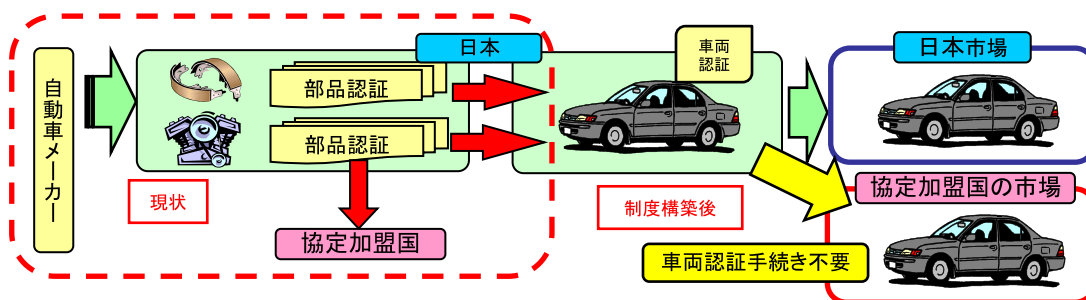 自動車メーカー
日本
部品認証
部品認証
現状
協定加盟国
車両
認証
制度構築後
日本市場
協定加盟国の市場
車両認証手続き不要